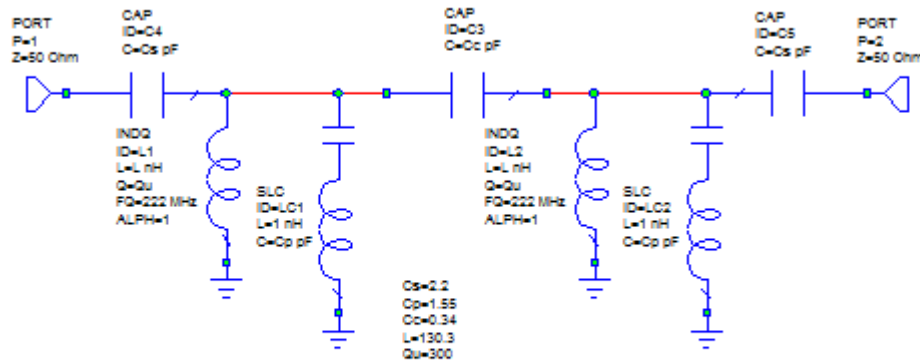 PORT
P=1
Z=50 Ohm
CAP
ID=C4
C=Cs pF
CAP
ID=C3
C=Cc pF
CAP
ID=C5
C=Cs pF
PORT
P=2
Z=50 Ohm
INDQ
ID=L1
L=L nH
Q=Qu
FQ=222 MHz
ALPH=1
SLC
ID=LC1
L=1 nH
C=Cp pF
INDQ
ID=L2
L=L nH
Q=Qu
FQ=222 MHz
ALPH=1
SLC
ID=LC2
L=1 nH
C=Cp pF
Cs=2.2
Cp=1.55
Cc=0.34
L=130.3
Qu=300